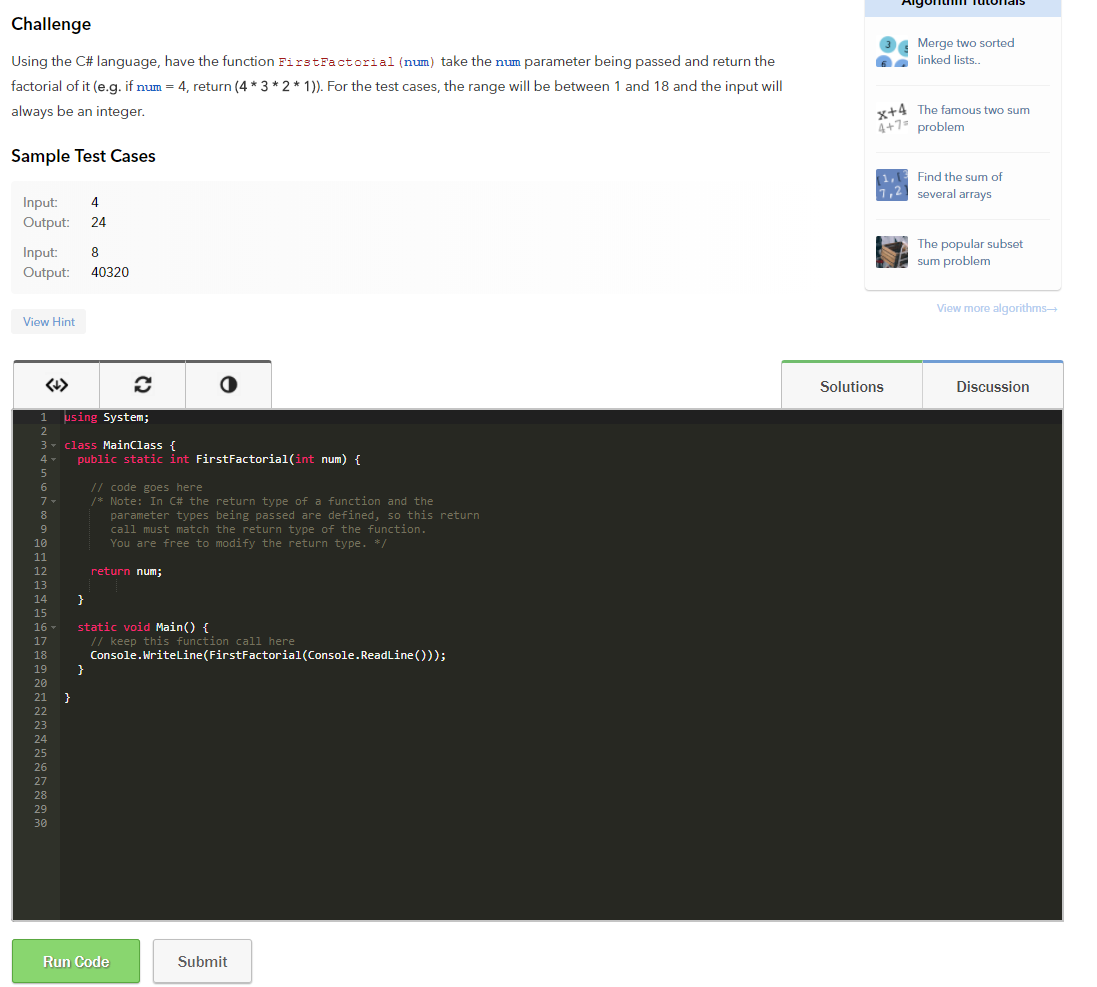 Challenge
Using the C# language, have the function FirstFactorial(num) take the num parameter being passed and return the
factorial of it (e.g. if num = 4, return (4 * 3 * 2 * 1)). For the test cases, the range will be between 1 and 18 and the input will
always be an integer.
Sample Test Cases
Input: 4
Output: 24
Input: 8
Output: 40320
View Hint
Algorithm Tutorials
Merge two sorted
linked lists..
The famous two sum
problem
Find the sum of
several arrays
The popular subset
sum problem
View more algorithms→
Solutions
Discussion
1 using System;
2
3 class MainClass {
4 public static int FirstFactorial(int num) {
5
6 // code goes here
7 /* Note: In C# the return type of a function and the
8 parameter types being passed are defined, so this return
9 call must match the return type of the function.
10 You are free to modify the return type. */
11
12 return num;
13
14 }
15
16 static void Main() {
17 // keep this function call here
18 Console.WriteLine(FirstFactorial(Console.ReadLine()));
19 }
20
21 }
22
23
24
25
26
27
28
29
30
Run Code
Submit